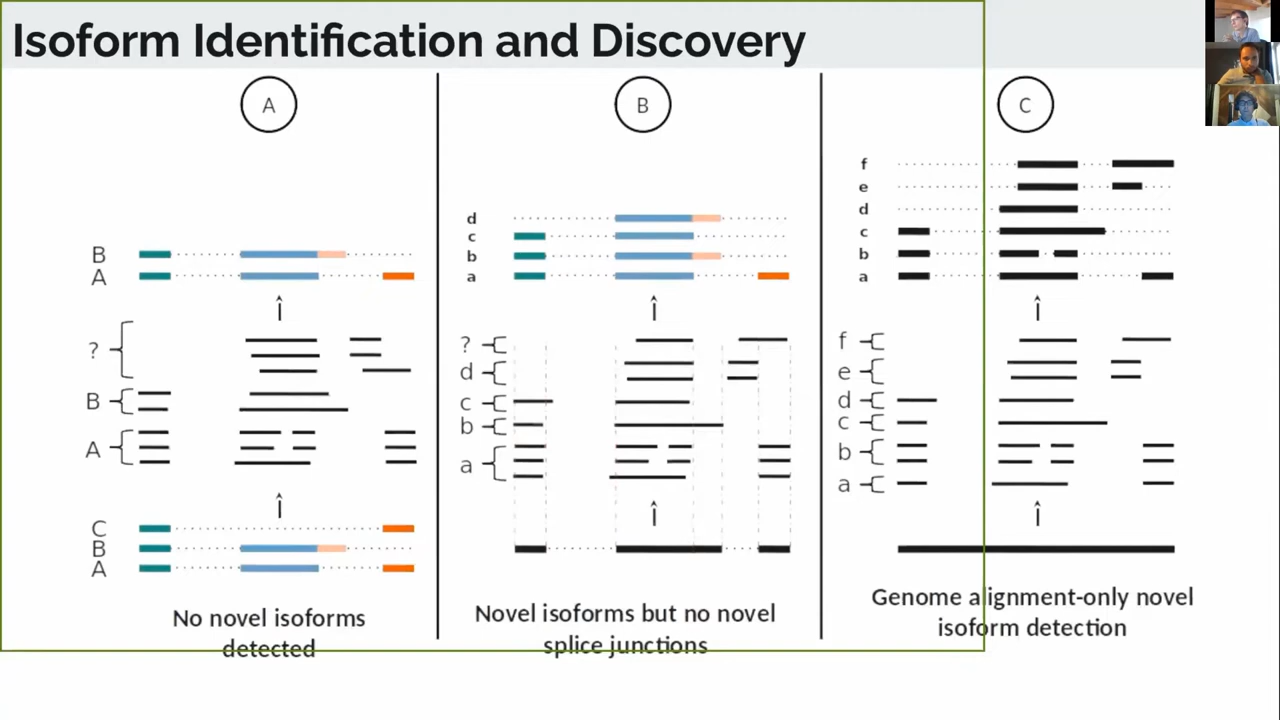 Isoform Identification and Discovery
A
B
A
?
B
A
C
B
A
No novel isoforms
detected
B
d
c
b
a
?
d
c
b
a
Novel isoforms but no novel
splice junctions
C
f
e
d
c
b
a
f
e
d
c
b
a
Genome alignment-only novel
isoform detection